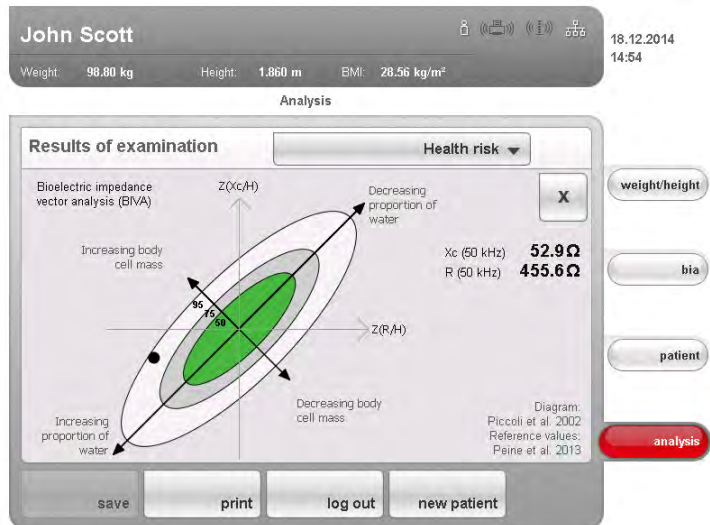 John Scott
18.12.2014
14:54
Weight: 98.80 kg Height: 1.860 m BMI: 28.56 kg/m²
Analysis
Results of examination
Health risk
Bioelectric impedance
vector analysis (BIVA)
Z(Xc/H)
Decreasing
proportion of
water
X
weight/height
Increasing body
cell mass
Xc (50 kHz) 52.9 Ω
R (50 kHz) 455.6 Ω
bia
95
75
50
Z(R/H)
patient
Decreasing body
cell mass
Increasing
proportion of
water
Diagram:
Piccoli et al. 2002
Reference values:
Peine et al. 2013
analysis
save
print
log out
new patient